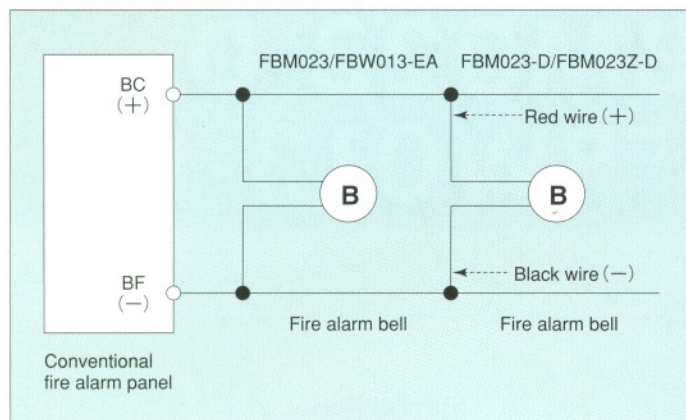 FBM023/FBW013-EA FBM023-D/FBM023Z-D
BC
(+)
Red wire (+)
B B
BF
(−)
Black wire (−)
Fire alarm bell Fire alarm bell
Conventional
fire alarm panel